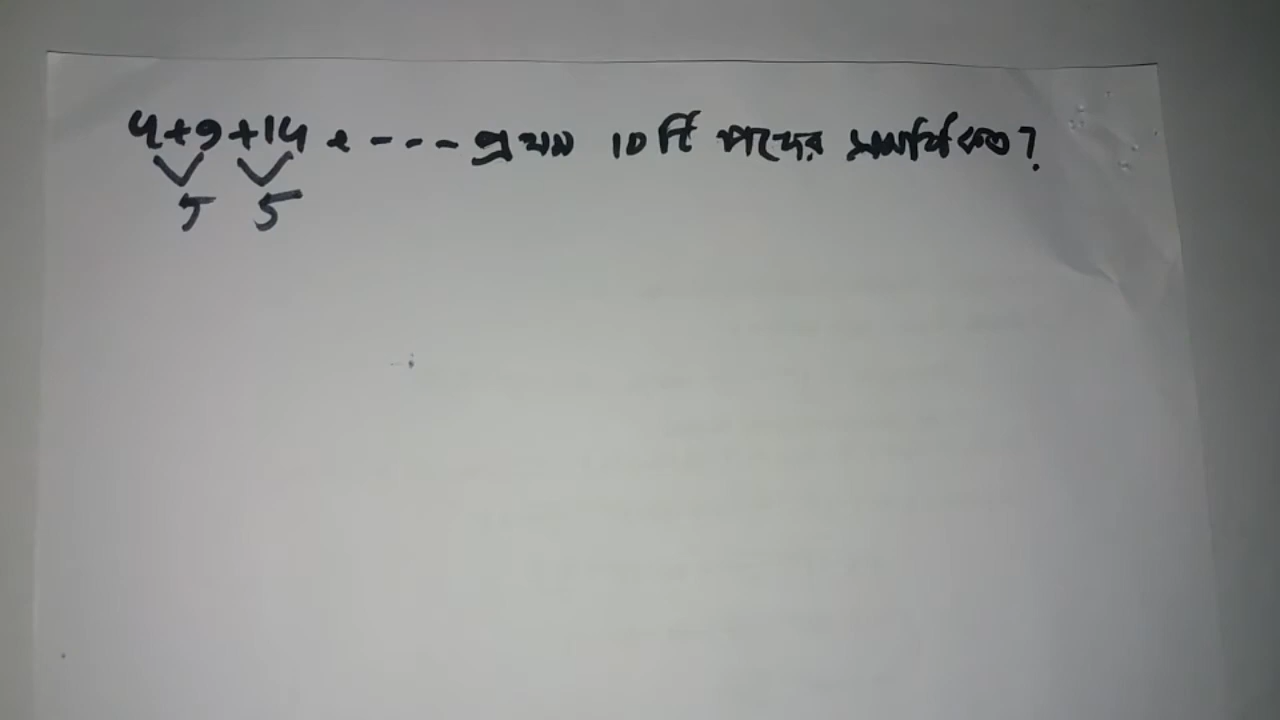 4+9+14+---- প্রথম 10টি পদের সমষ্টি কত?
5 5